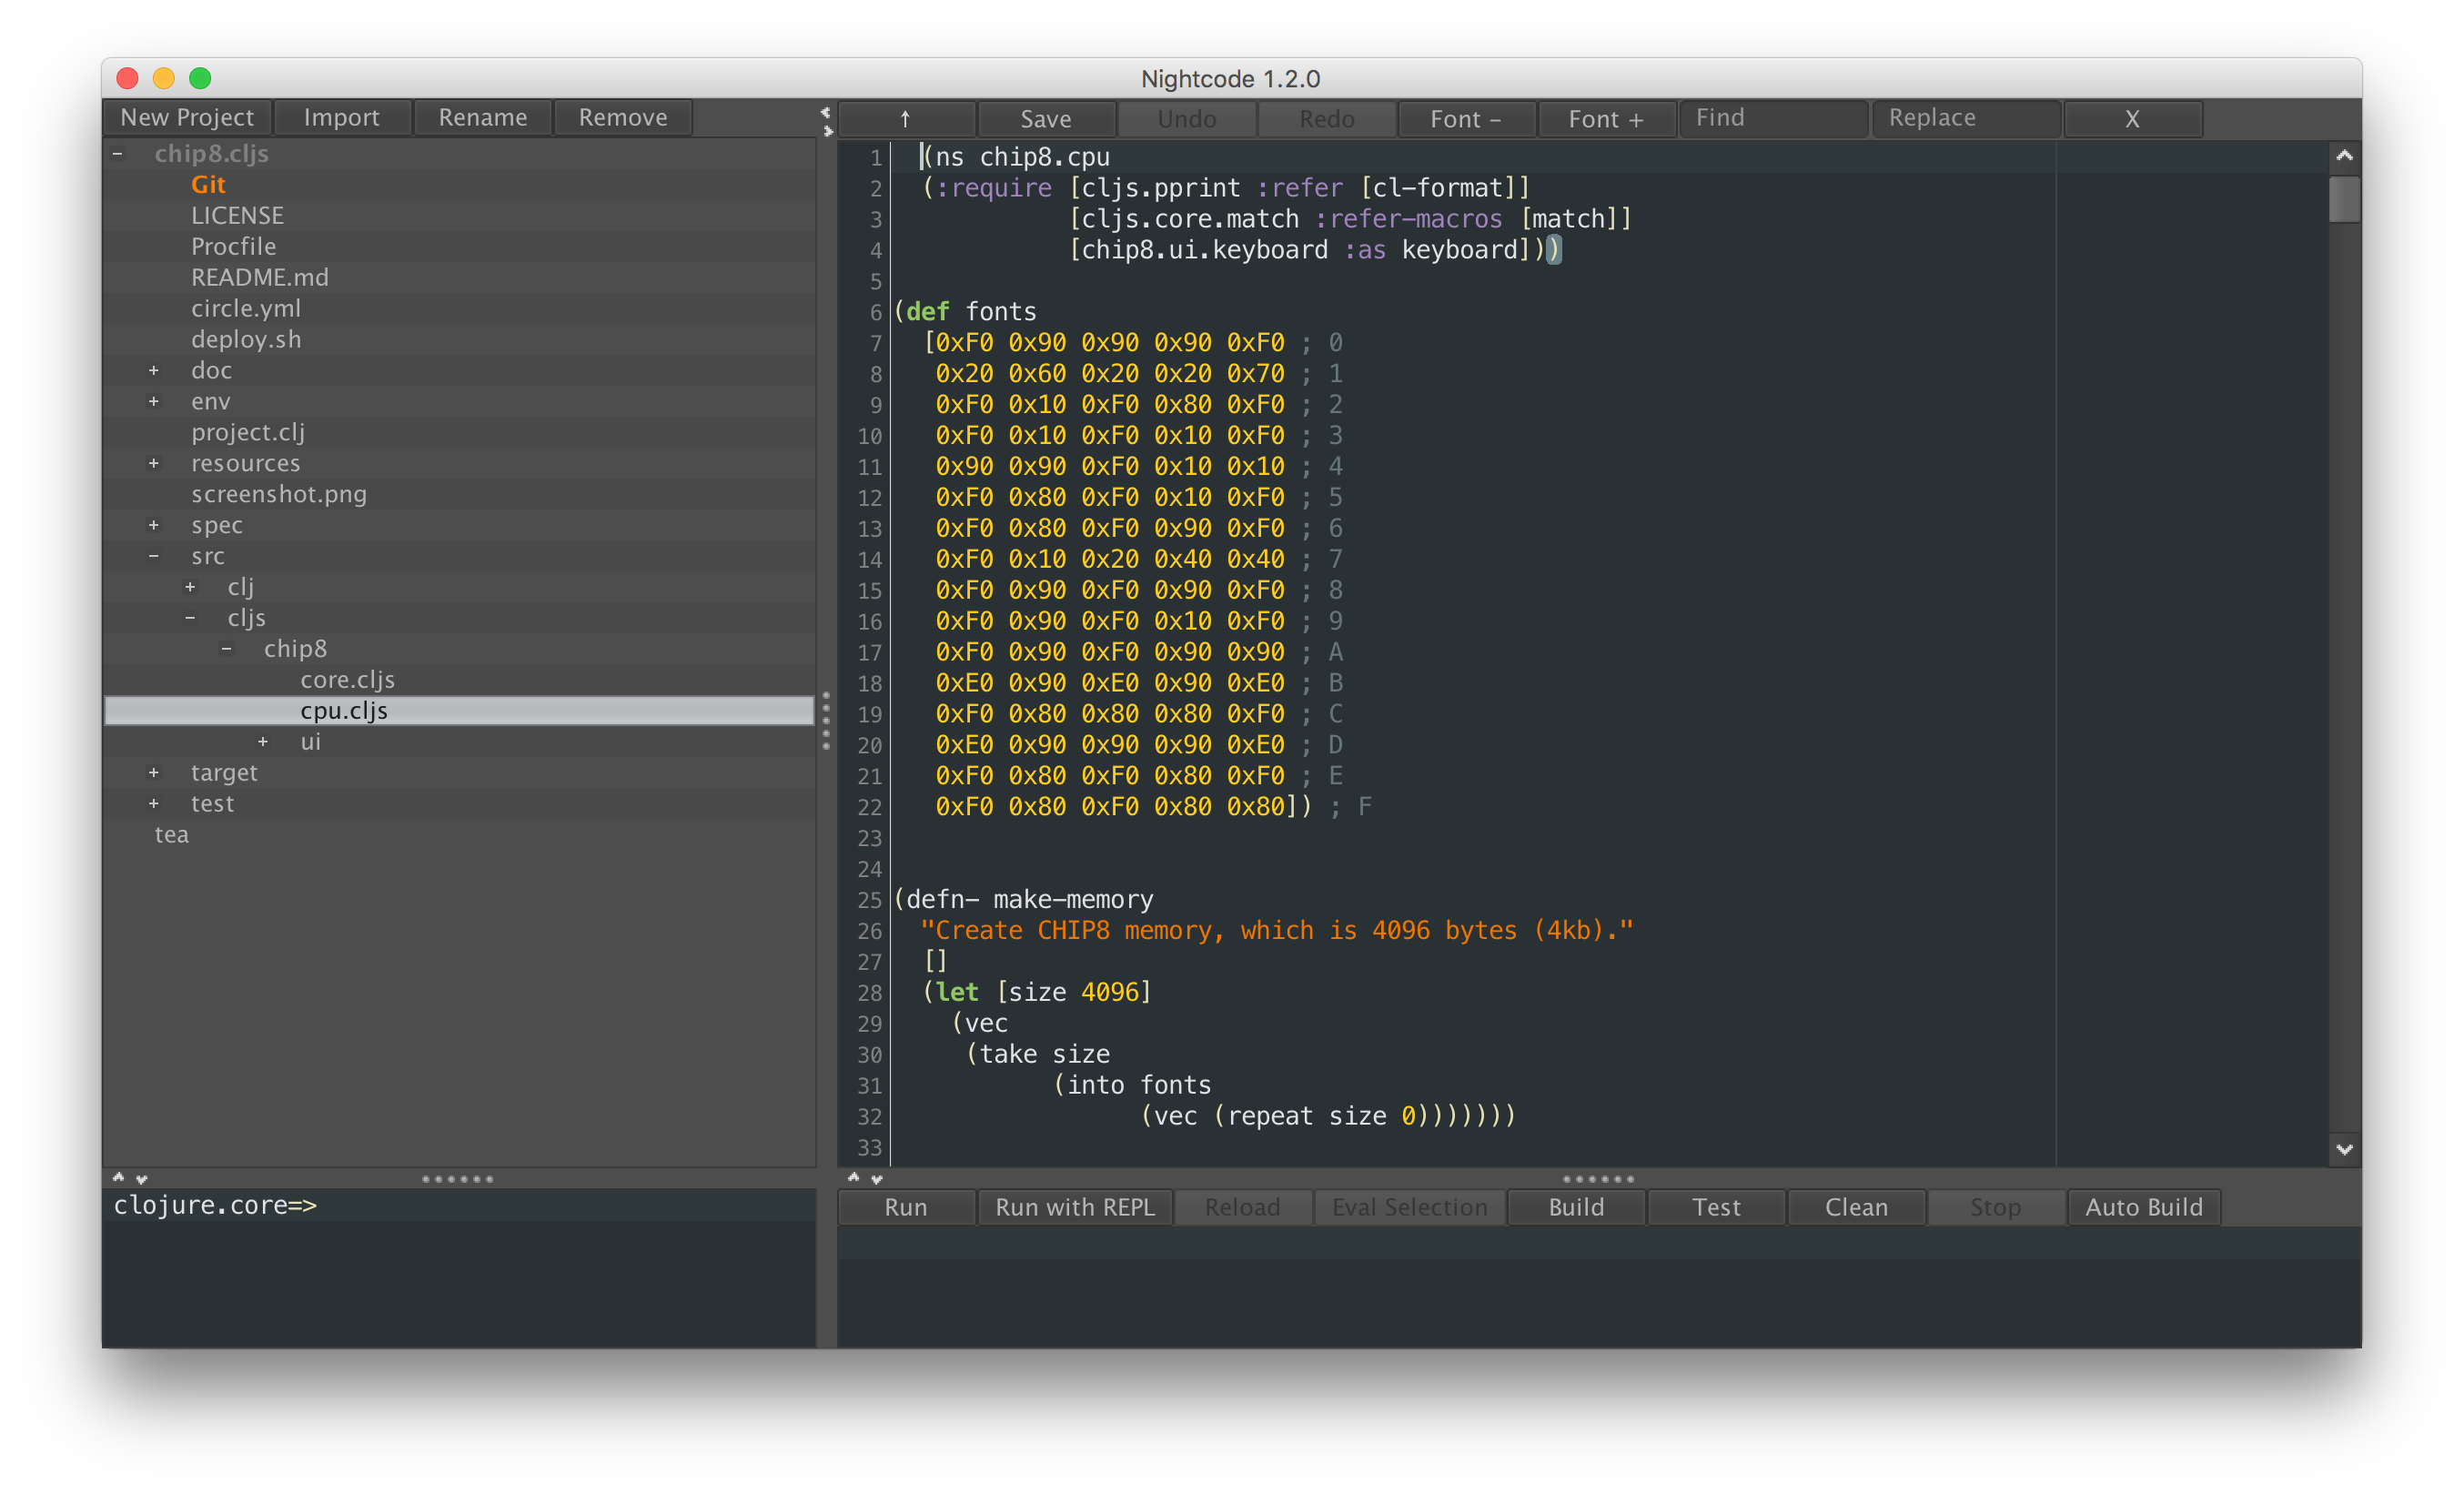 Nightcode 1.2.0
New Project Import Rename Remove
↑ Save Undo Redo Font - Font + Find Replace X
- chip8.cljs
Git
LICENSE
Procfile
README.md
circle.yml
deploy.sh
+ doc
+ env
project.clj
+ resources
screenshot.png
+ spec
- src
+ clj
- cljs
- chip8
core.cljs
cpu.cljs
+ ui
+ target
+ test
tea
1 (ns chip8.cpu
2 (:require [cljs.pprint :refer [cl-format]]
3 [cljs.core.match :refer-macros [match]]
4 [chip8.ui.keyboard :as keyboard]))
5
6 (def fonts
7 [0xF0 0x90 0x90 0x90 0xF0 ; 0
8 0x20 0x60 0x20 0x20 0x70 ; 1
9 0xF0 0x10 0xF0 0x80 0xF0 ; 2
10 0xF0 0x10 0xF0 0x10 0xF0 ; 3
11 0x90 0x90 0xF0 0x10 0x10 ; 4
12 0xF0 0x80 0xF0 0x10 0xF0 ; 5
13 0xF0 0x80 0xF0 0x90 0xF0 ; 6
14 0xF0 0x10 0x20 0x40 0x40 ; 7
15 0xF0 0x90 0xF0 0x90 0xF0 ; 8
16 0xF0 0x90 0xF0 0x10 0xF0 ; 9
17 0xF0 0x90 0xF0 0x90 0x90 ; A
18 0xE0 0x90 0xE0 0x90 0xE0 ; B
19 0xF0 0x80 0x80 0x80 0xF0 ; C
20 0xE0 0x90 0x90 0x90 0xE0 ; D
21 0xF0 0x80 0xF0 0x80 0xF0 ; E
22 0xF0 0x80 0xF0 0x80 0x80]) ; F
23
24
25 (defn- make-memory
26 "Create CHIP8 memory, which is 4096 bytes (4kb)."
27 []
28 (let [size 4096]
29 (vec
30 (take size
31 (into fonts
32 (vec (repeat size 0)))))))
33
clojure.core=>
Run Run with REPL Reload Eval Selection Build Test Clean Stop Auto Build